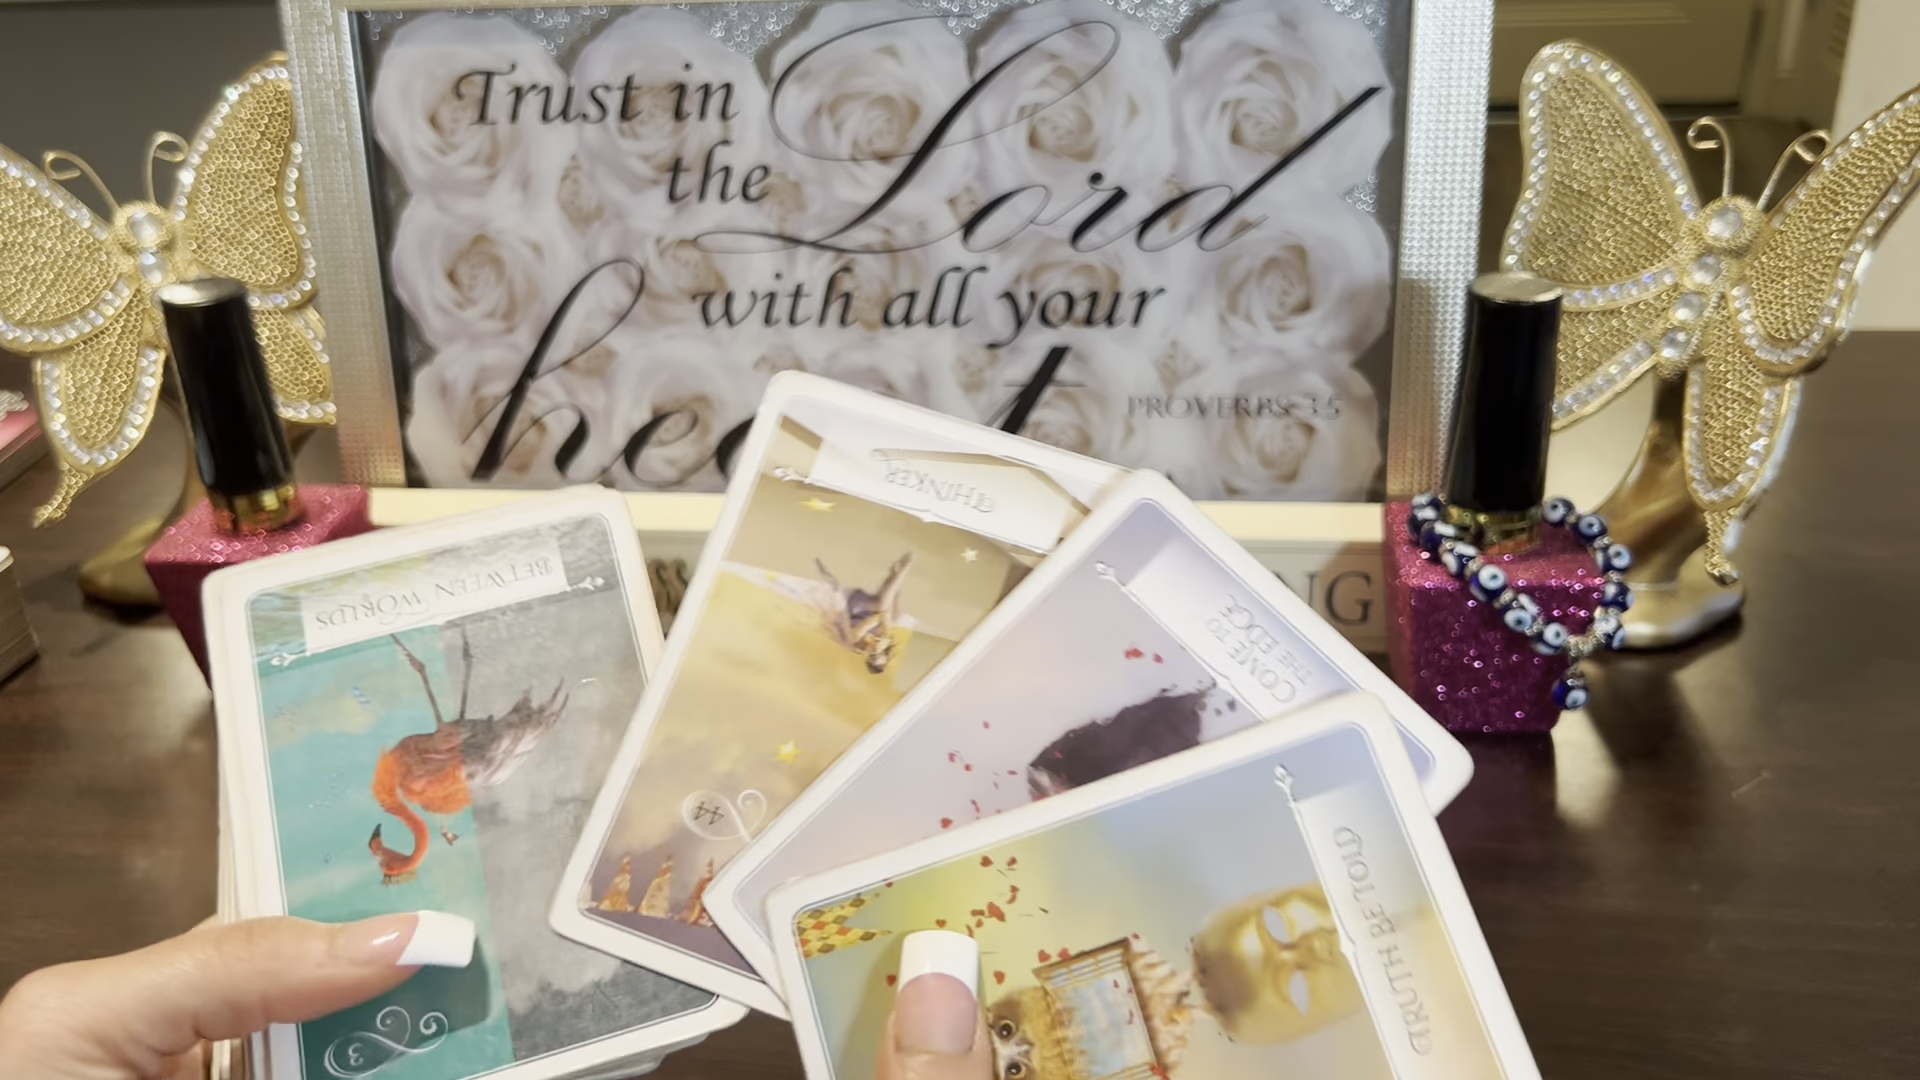 Trust in
the Lord
with all your
heart
PROVERBS 3:5
THINKER
44
BETWEEN WORLDS
3
COME TO
THE EDGE
TRUTH BE TOLD